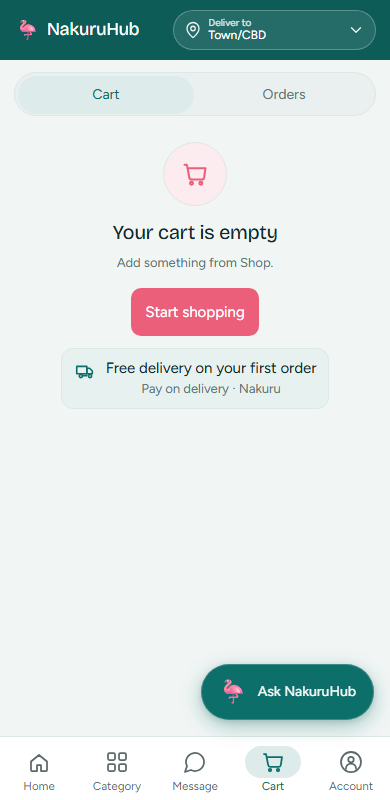 NakuruHub
Deliver to
Town/CBD
Cart
Orders
Your cart is empty
Add something from Shop.
Start shopping
Free delivery on your first order
Pay on delivery · Nakuru
Ask NakuruHub
Home
Category
Message
Cart
Account